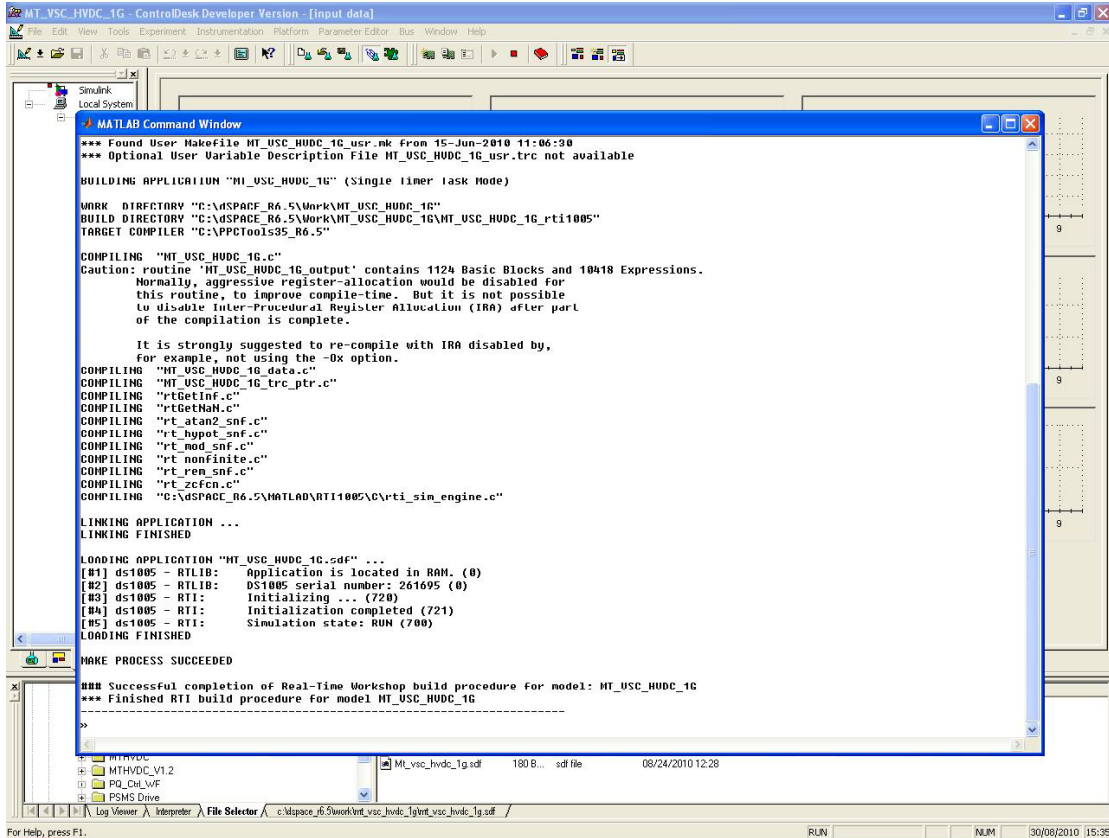 MT_VSC_HVDC_1G - ControlDesk Developer Version - [input data]
File Edit View Tools Experiment Instrumentation Platform ParameterEditor Bus Window Help
Simulink
Local System
MATLAB Command Window
*** Found User Makefile MT_VSC_HVDC_1G_usr.mk from 15-Jun-2010 11:06:30
*** Optional User Variable Description File MT_VSC_HVDC_1G_usr.trc not available
BUILDING APPLICATION "MT_VSC_HVDC_1G" (Single Timer Task Mode)
WORK DIRECTORY "C:\dSPACE_R6.5\Work\MT_VSC_HVDC_1G"
BUILD DIRECTORY "C:\dSPACE_R6.5\Work\MT_VSC_HVDC_1G\MT_VSC_HVDC_1G_rti1005"
TARGET COMPILER "C:\PPCTools35_R6.5"
9
COMPILING "MT_VSC_HVDC_1G.c"
Caution: routine 'MT_VSC_HVDC_1G_output' contains 1124 Basic Blocks and 10418 Expressions.
Normally, aggressive register-allocation would be disabled for
this routine, to improve compile-time. But it is not possible
to disable Inter-Procedural Register Allocation (IRA) after part
of the compilation is complete.
It is strongly suggested to re-compile with IRA disabled by,
for example, not using the -Ox option.
COMPILING "MT_VSC_HVDC_1G_data.c"
COMPILING "MT_VSC_HVDC_1G_trc_ptr.c"
9
COMPILING "rtGetInf.c"
COMPILING "rtGetNaN.c"
COMPILING "rt_atan2_snf.c"
COMPILING "rt_hypot_snf.c"
COMPILING "rt_mod_snf.c"
COMPILING "rt_nonfinite.c"
COMPILING "rt_rem_snf.c"
COMPILING "rt_zcfcn.c"
COMPILING "C:\dSPACE_R6.5\MATLAB\RTI1005\C\rti_sim_engine.c"
LINKING APPLICATION ...
9
LINKING FINISHED
LOADING APPLICATION "MT_VSC_HVDC_1G.sdf" ...
[#1] ds1005 - RTLIB: Application is located in RAM. (0)
[#2] ds1005 - RTLIB: DS1005 serial number: 261695 (0)
[#3] ds1005 - RTI: Initializing ... (720)
[#4] ds1005 - RTI: Initialization completed (721)
[#5] ds1005 - RTI: Simulation state: RUN (700)
LOADING FINISHED
MAKE PROCESS SUCCEEDED
### Successful completion of Real-Time Workshop build procedure for model: MT_VSC_HVDC_1G
*** Finished RTI build procedure for model MT_VSC_HVDC_1G
----------------------------------------------------------------------
»
MTHVDC
Mt_vsc_hvdc_1g.sdf 180 B... sdf file 08/24/2010 12:28
MTHVDC_V1.2
PQ_Ctrl_WF
PSMS Drive
Log Viewer Interpreter File Selector c:\dspace_r6.5\work\mt_vsc_hvdc_1g\mt_vsc_hvdc_1g.sdf
For Help, press F1. RUN NUM 30/08/2010 15:35